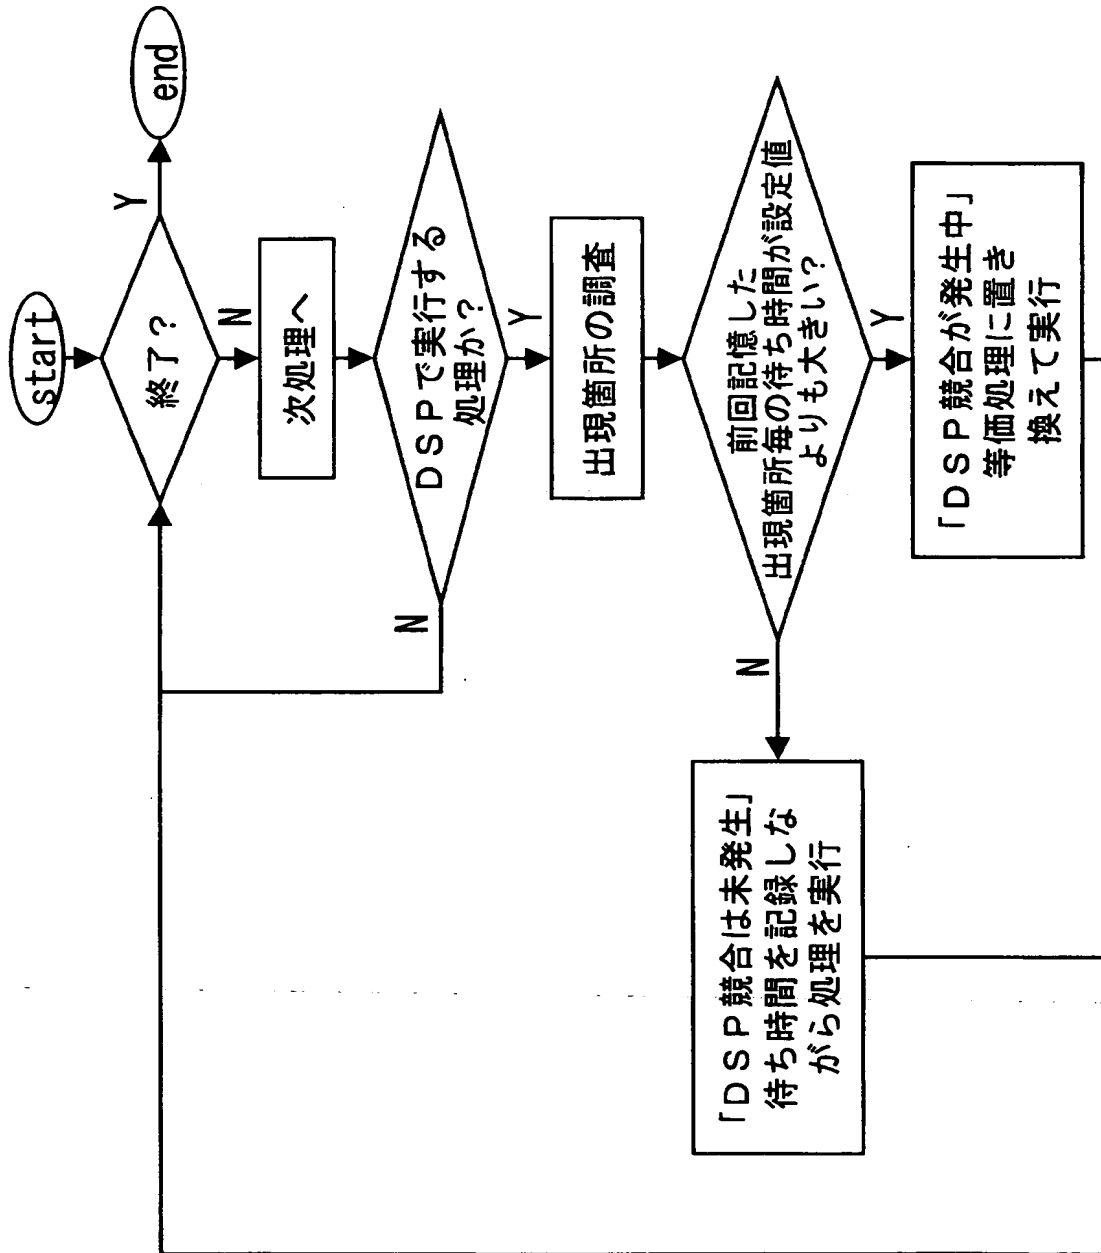 start
終了?
Y
end
N
次処理へ
DSPで実行する
処理か?
N
Y
出現箇所の調査
前回記憶した
出現箇所毎の待ち時間が設定値
よりも大きい?
N
Y
「DSP競合は未発生」
待ち時間を記録しな
がら処理を実行
「DSP競合が発生中」
等価処理に置き
換えて実行